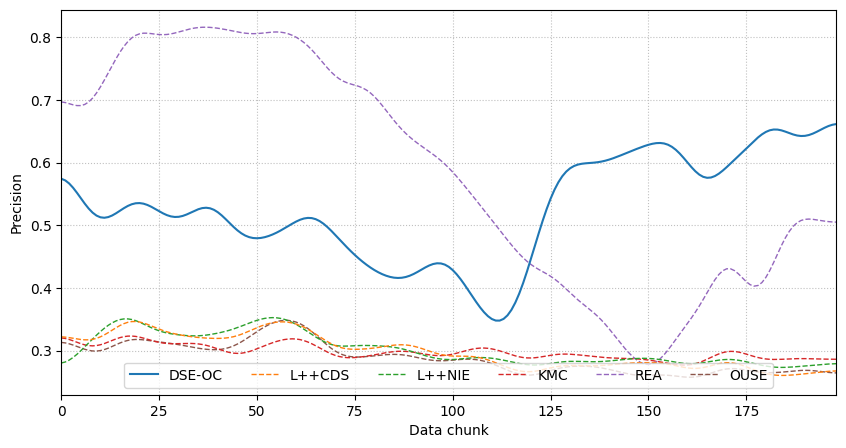 0.8
0.7
0.6
0.5
0.4
0.3
Precision
DSE-OC L++CDS L++NIE KMC REA OUSE
0 25 50 75 100 125 150 175
Data chunk